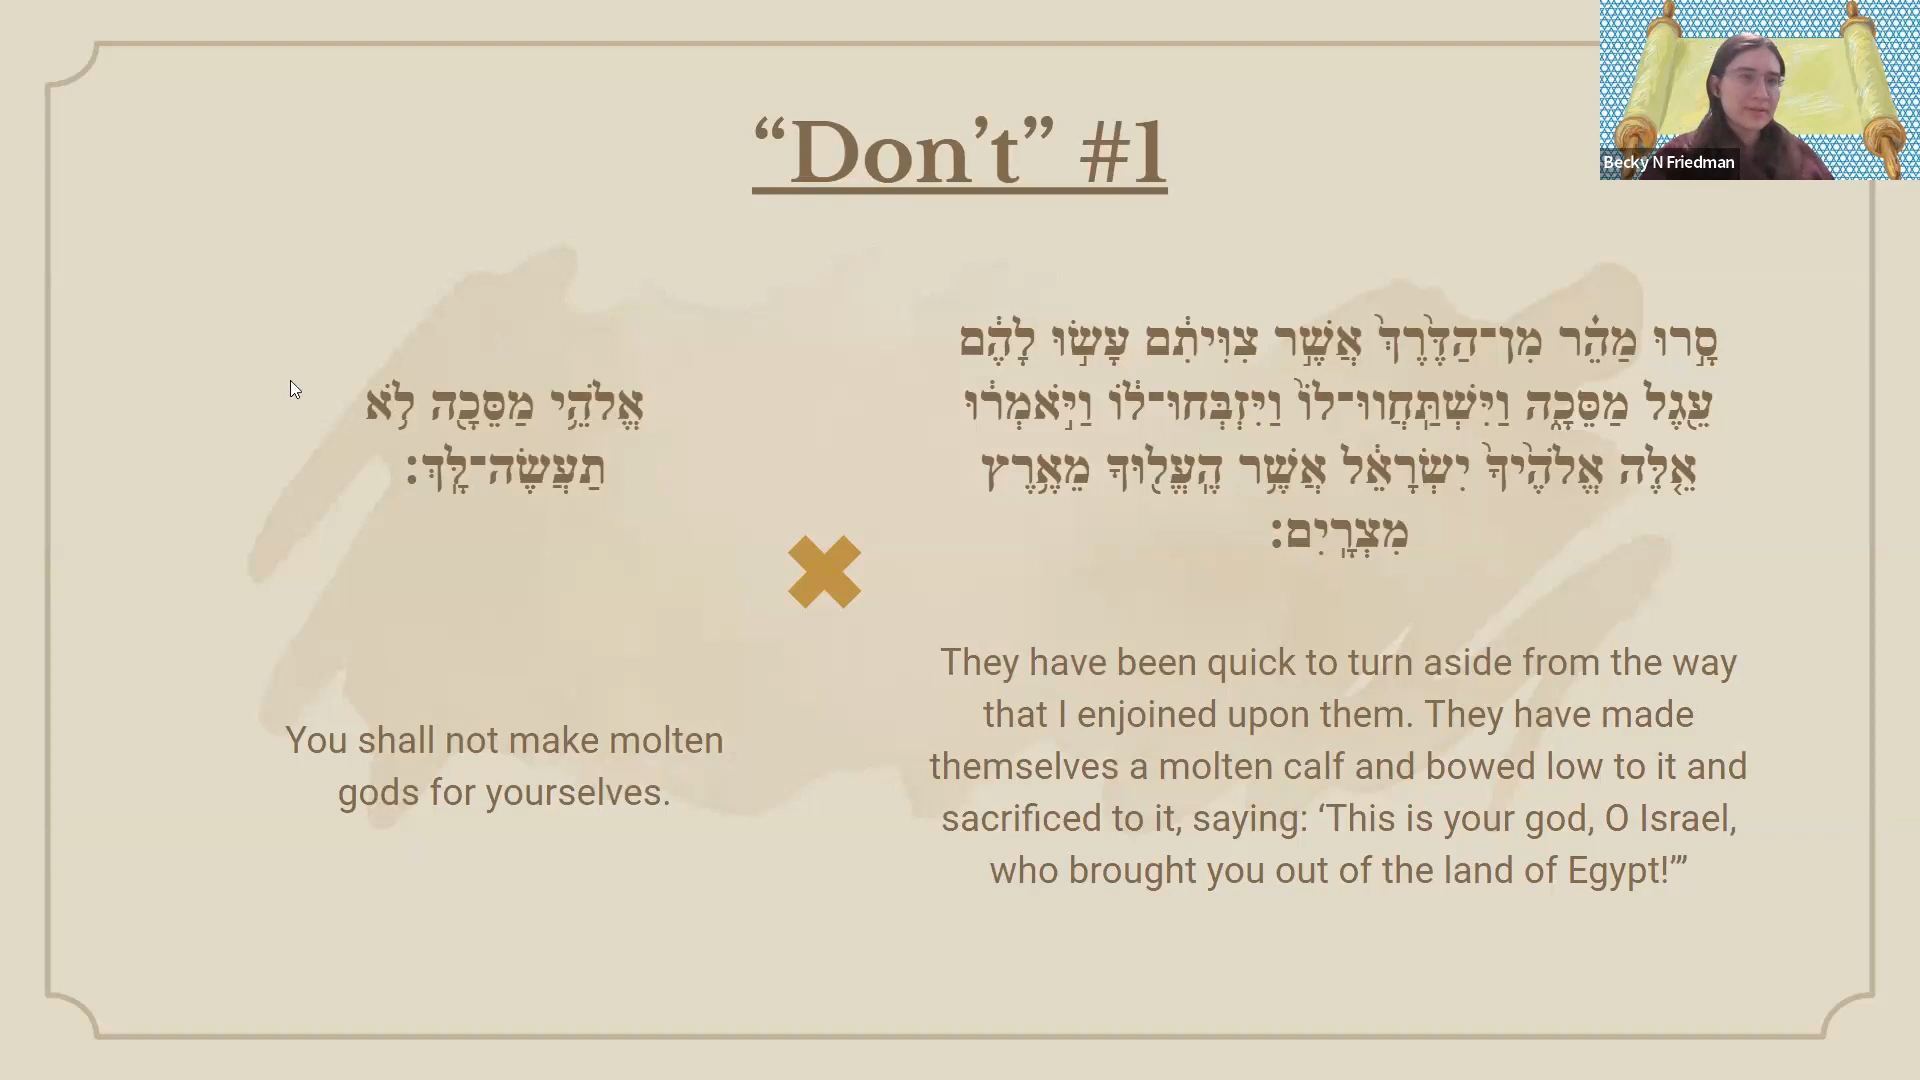 “Don’t” #1
Becky N Friedman
אֱלֹהֵ֥י מַסֵּכָ֖ה לֹ֥א
תַעֲשֶׂה־לָּֽךְ׃
You shall not make molten
gods for yourselves.
סָ֣רוּ מַהֵ֗ר מִן־הַדֶּ֙רֶךְ֙ אֲשֶׁ֣ר צִוִּיתִ֔ם עָשׂ֣וּ לָהֶ֔ם
עֵ֖גֶל מַסֵּכָ֑ה וַיִּשְׁתַּֽחֲווּ־לוֹ֙ וַיִּזְבְּחוּ־ל֔וֹ וַיֹּ֣אמְר֔וּ
אֵ֤לֶּה אֱלֹהֶ֙יךָ֙ יִשְׂרָאֵ֔ל אֲשֶׁ֥ר הֶֽעֱל֖וּךָ מֵאֶ֥רֶץ
מִצְרָֽיִם׃
They have been quick to turn aside from the way
that I enjoined upon them. They have made
themselves a molten calf and bowed low to it and
sacrificed to it, saying: ‘This is your god, O Israel,
who brought you out of the land of Egypt!’”